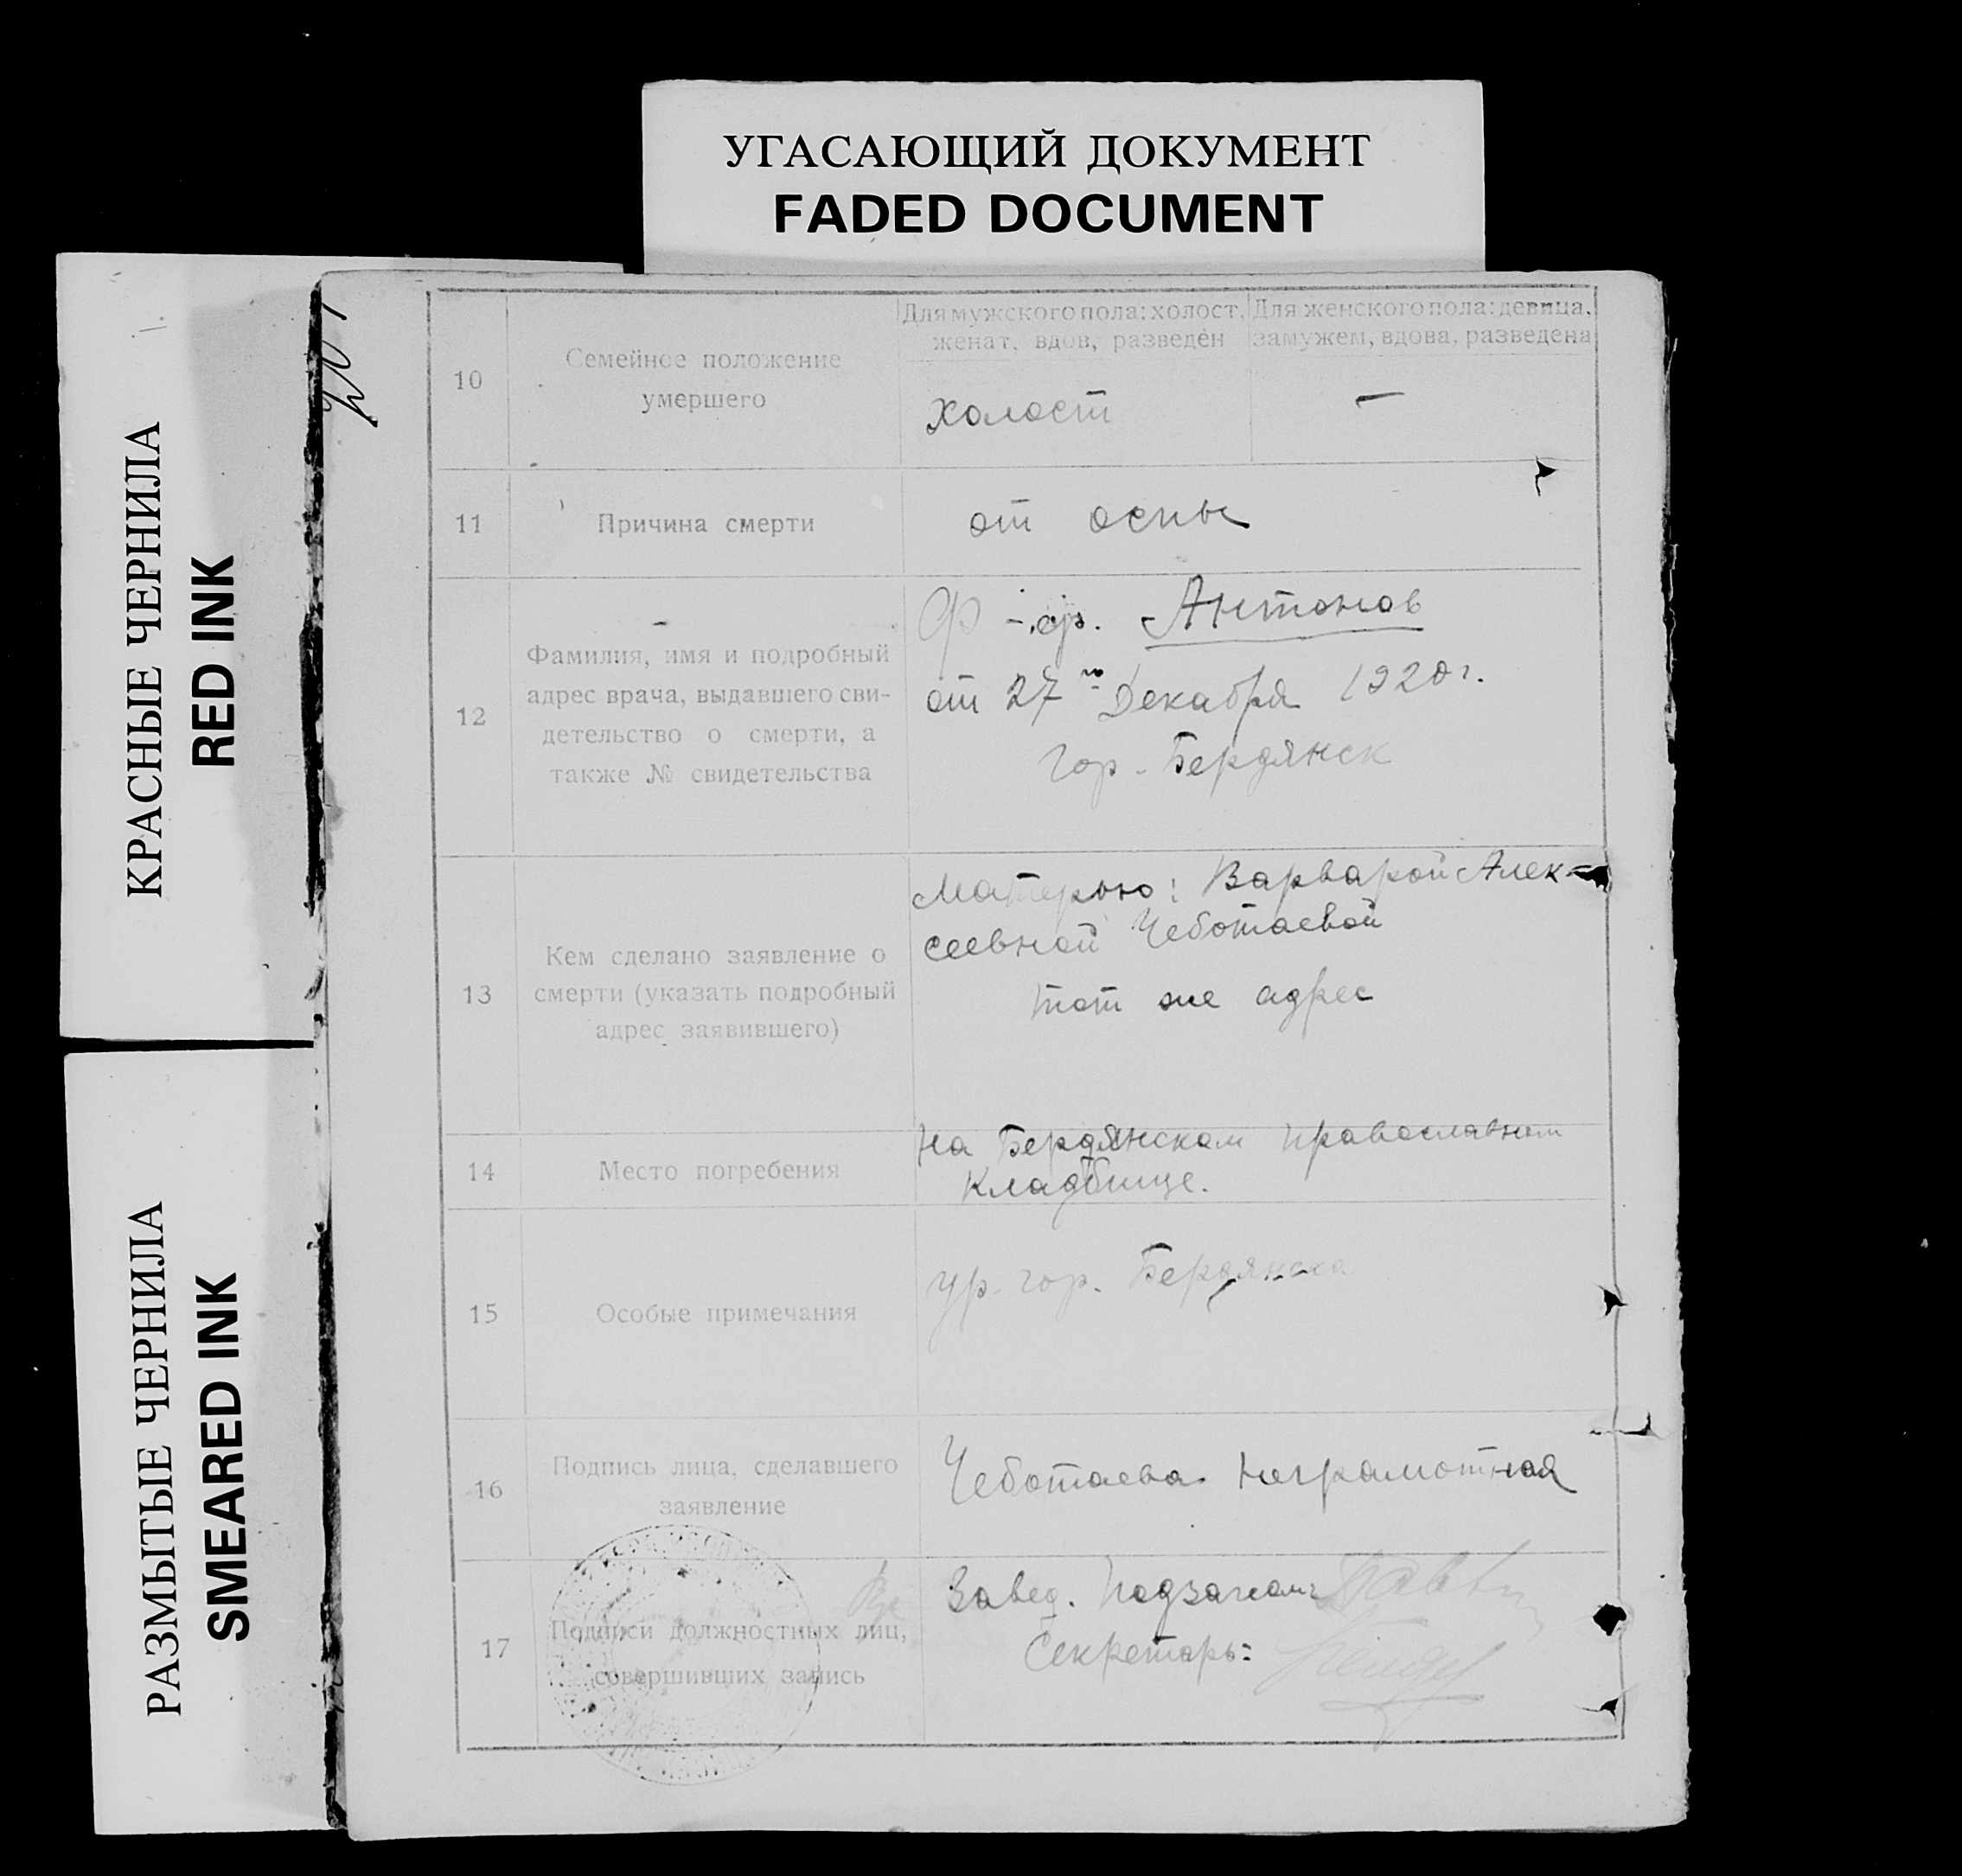 УГАСАЮЩИЙ ДОКУМЕНТ
FADED DOCUMENT
КРАСНЫЕ ЧЕРНИЛА
RED INK
РАЗМЫТЫЕ ЧЕРНИЛА
SMEARED INK
10
Семейное положение
умершего
Для мужского пола: холост,
женат, вдов, разведён
Для женского пола: девица,
замужем, вдова, разведена
холост
—
11
Причина смерти
от оспы
12
Фамилия, имя и подробный
адрес врача, выдавшего сви-
детельство о смерти, а
также № свидетельства
Антонов
от 27го Декабря 1920 г.
гор. Бердянск
13
Кем сделано заявление о
смерти (указать подробный
адрес заявившего)
Матерью: Варварой Алек-
сеевной Чеботаевой
тот же адрес
14
Место погребения
На Бердянском православном
кладбище.
15
Особые примечания
ур. гор. Бердянска
16
Подпись лица, сделавшего
заявление
Чеботаева неграмотная
17
Подписи должностных лиц,
совершивших запись
Завед. Подзагсом:
Секретарь: